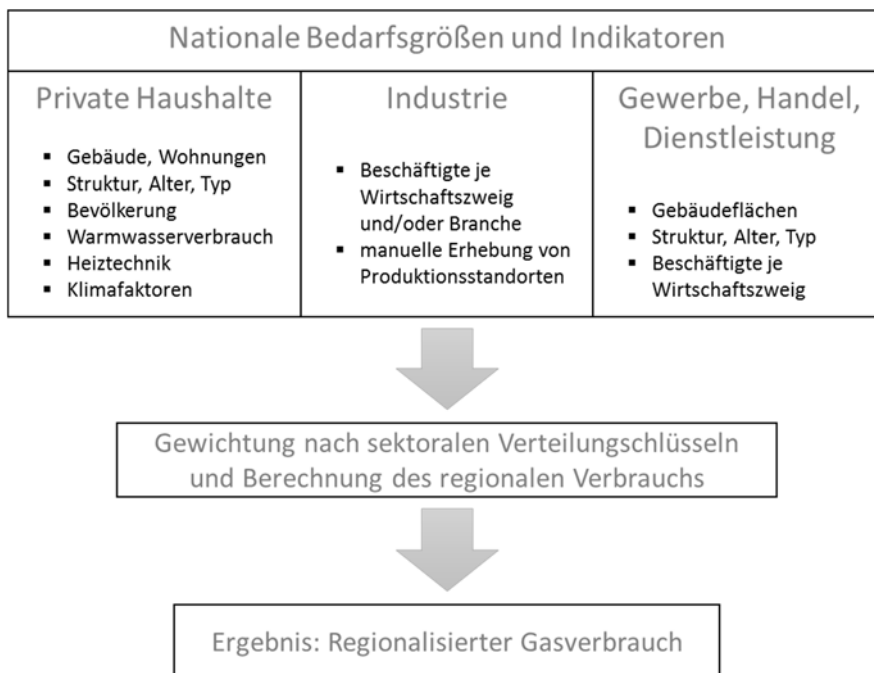 Nationale Bedarfsgrößen und Indikatoren
Private Haushalte
▪ Gebäude, Wohnungen
▪ Struktur, Alter, Typ
▪ Bevölkerung
▪ Warmwasserverbrauch
▪ Heiztechnik
▪ Klimafaktoren
Industrie
▪ Beschäftigte je
Wirtschaftszweig
und/oder Branche
▪ manuelle Erhebung von
Produktionsstandorten
Gewerbe, Handel,
Dienstleistung
▪ Gebäudeflächen
▪ Struktur, Alter, Typ
▪ Beschäftigte je
Wirtschaftszweig
Gewichtung nach sektoralen Verteilungschlüsseln
und Berechnung des regionalen Verbrauchs
Ergebnis: Regionalisierter Gasverbrauch